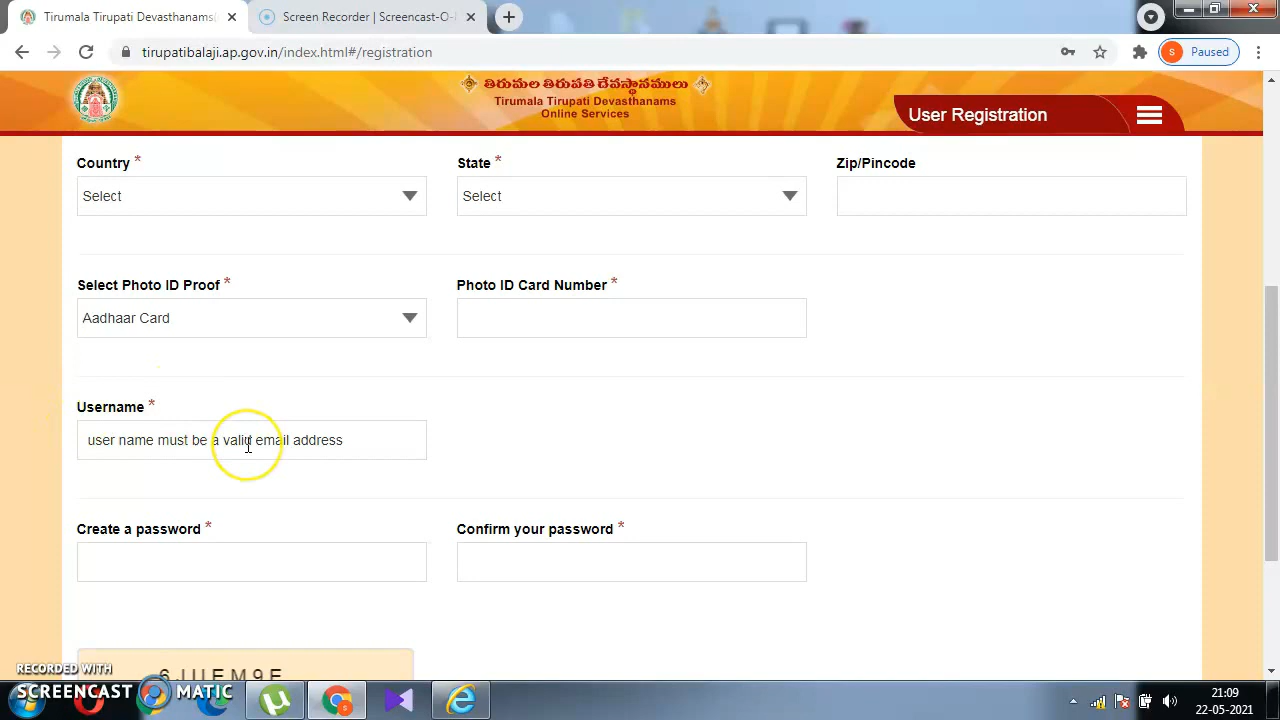 Tirumala Tirupati Devasthanams
Screen Recorder | Screencast-O-
tirupatibalaji.ap.gov.in/index.html#/registration
S Paused
తిరుమల తిరుపతి దేవస్థానములు
Tirumala Tirupati Devasthanams
Online Services
User Registration
Country *
State *
Zip/Pincode
Select
Select
Select Photo ID Proof *
Photo ID Card Number *
Aadhaar Card
Username *
user name must be a valid email address
Create a password *
Confirm your password *
6JUEM9E
RECORDED WITH
SCREENCAST MATIC
21:09
22-05-2021